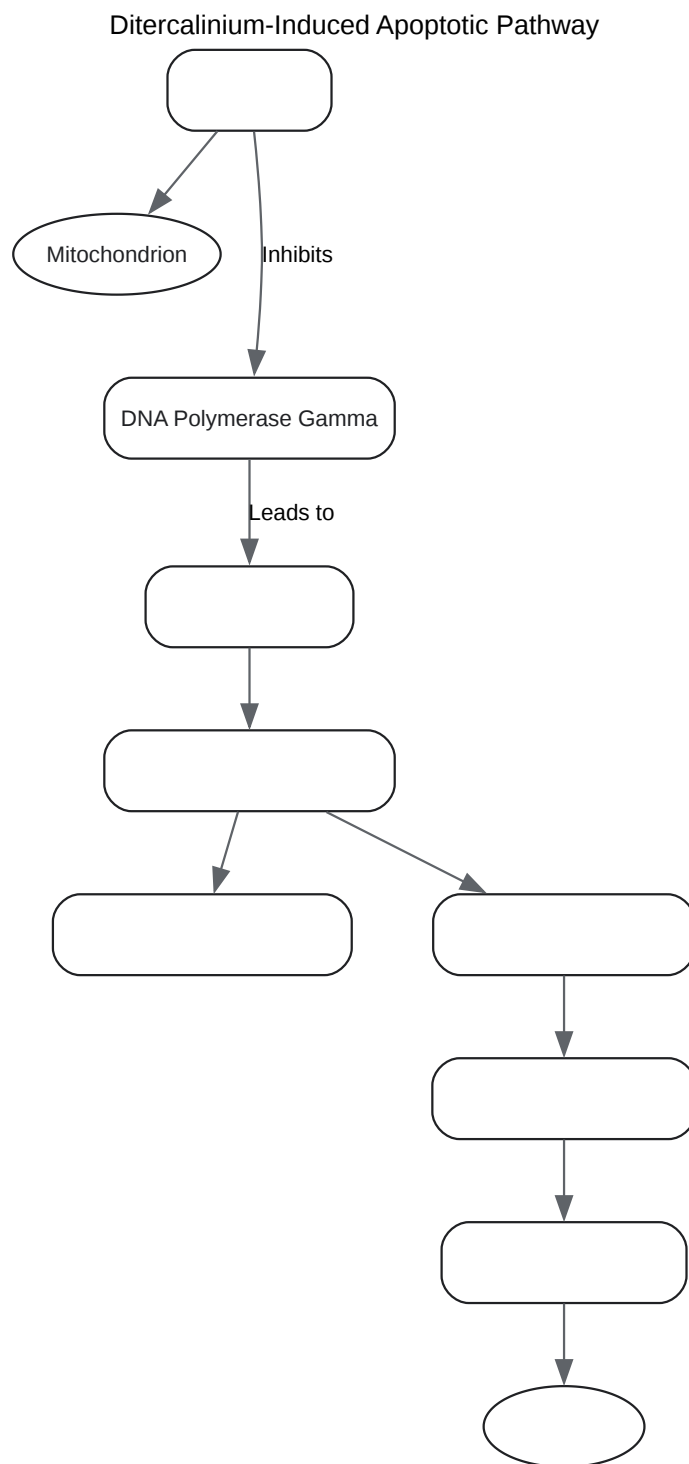 Ditercalinium-Induced Apoptotic Pathway
Mitochondrion
Inhibits
DNA Polymerase Gamma
Leads to